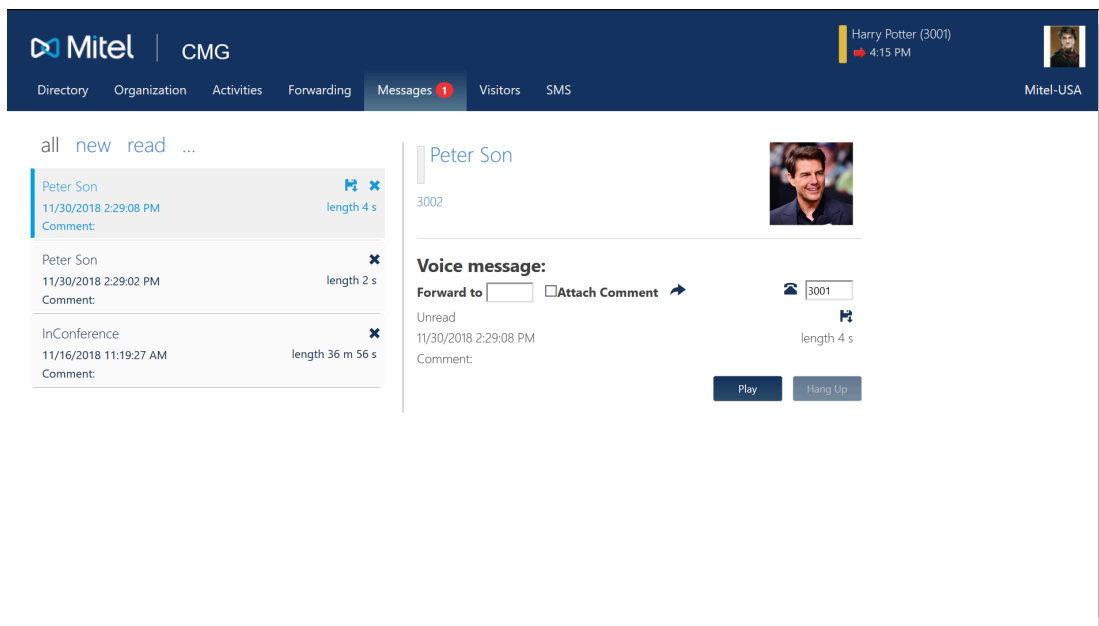 Mitel | CMG
Harry Potter (3001)
4:15 PM
Directory Organization Activities Forwarding Messages 1 Visitors SMS
Mitel-USA
all new read ...
Peter Son
11/30/2018 2:29:08 PM length 4 s
Comment:
Peter Son
11/30/2018 2:29:02 PM length 2 s
Comment:
InConference
11/16/2018 11:19:27 AM length 36 m 56 s
Comment:
Peter Son
3002
Voice message:
Forward to Attach Comment 3001
Unread
11/30/2018 2:29:08 PM length 4 s
Comment:
Play Hang Up